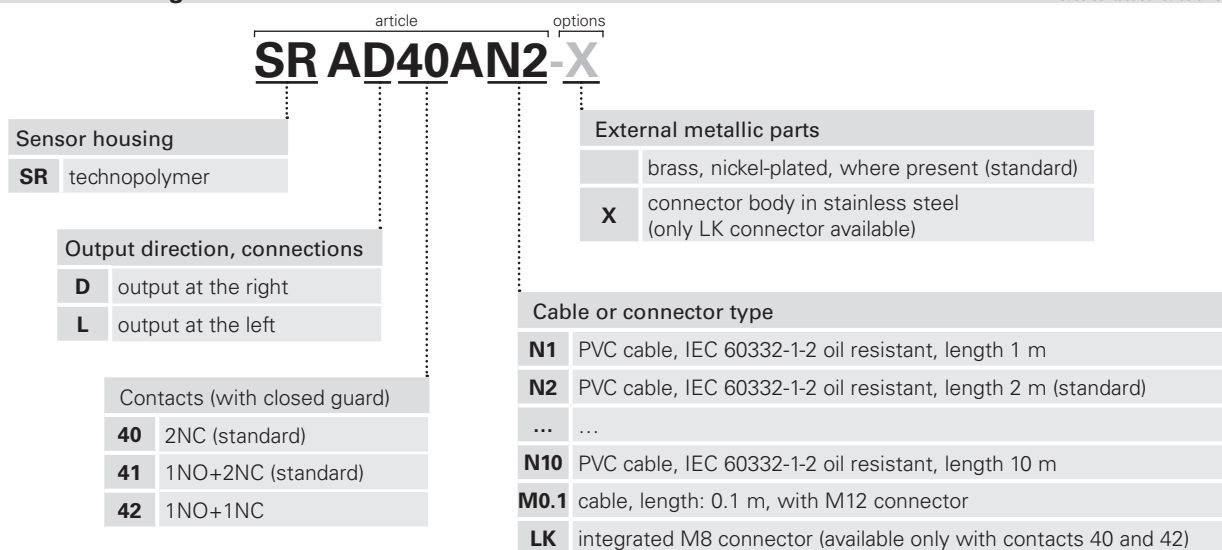 article options
SR AD40AN2-X
Sensor housing
SR technopolymer
Output direction, connections
D output at the right
L output at the left
Contacts (with closed guard)
40 2NC (standard)
41 1NO+2NC (standard)
42 1NO+1NC
External metallic parts
brass, nickel-plated, where present (standard)
X connector body in stainless steel
(only LK connector available)
Cable or connector type
N1 PVC cable, IEC 60332-1-2 oil resistant, length 1 m
N2 PVC cable, IEC 60332-1-2 oil resistant, length 2 m (standard)
... ...
N10 PVC cable, IEC 60332-1-2 oil resistant, length 10 m
M0.1 cable, length: 0.1 m, with M12 connector
LK integrated M8 connector (available only with contacts 40 and 42)